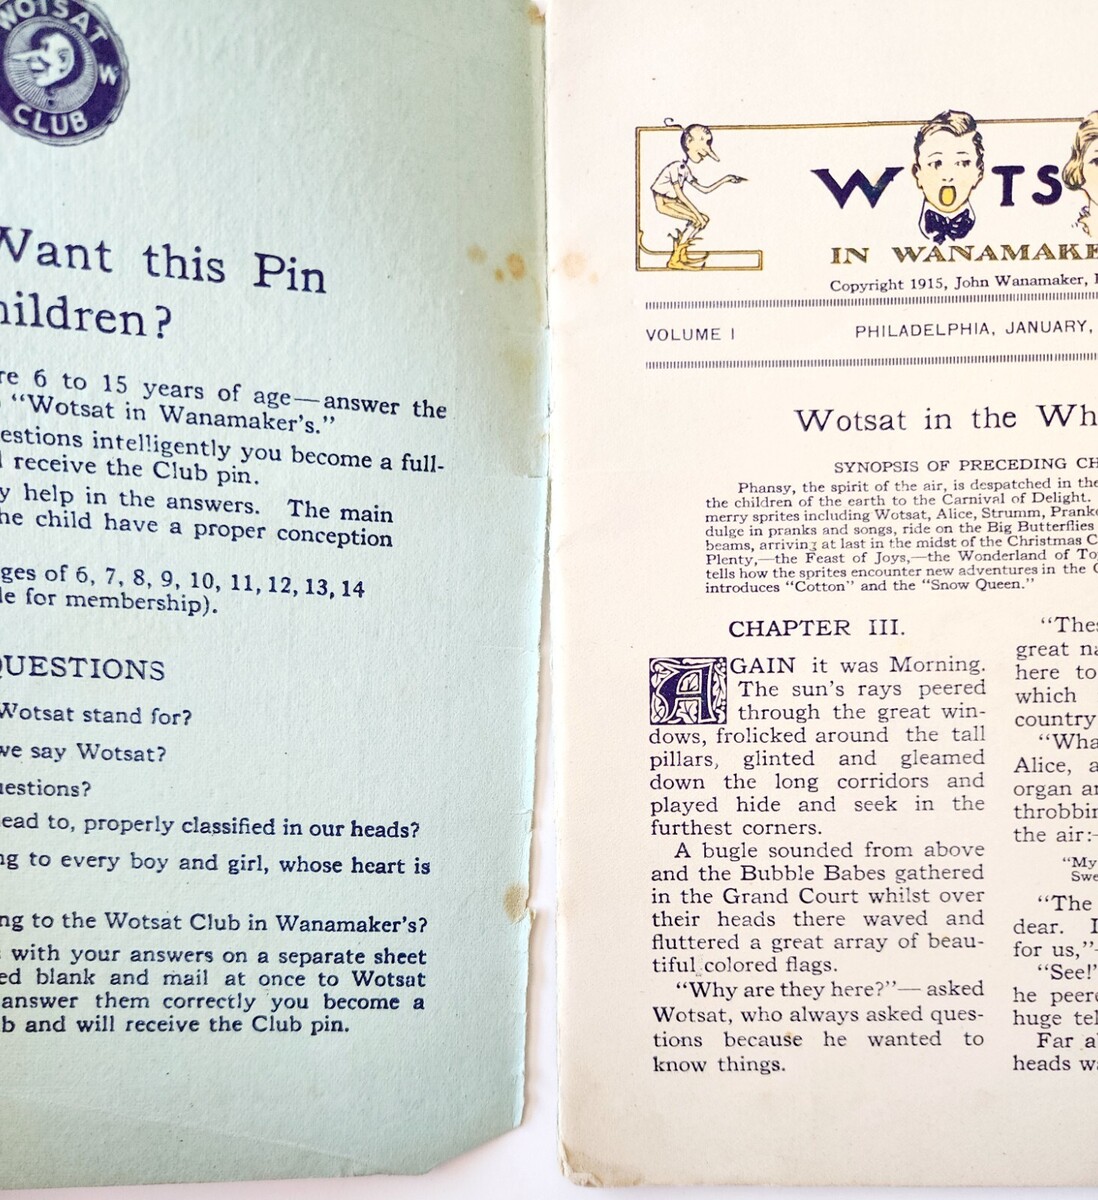 WOTSAT
W
CLUB
Want this Pin
hildren?
re 6 to 15 years of age—answer the
"Wotsat in Wanamaker's."
estions intelligently you become a full-
l receive the Club pin.
y help in the answers. The main
he child have a proper conception
ges of 6, 7, 8, 9, 10, 11, 12, 13, 14
le for membership).
QUESTIONS
Wotsat stand for?
we say Wotsat?
uestions?
ead to, properly classified in our heads?
ng to every boy and girl, whose heart is
ng to the Wotsat Club in Wanamaker's?
s with your answers on a separate sheet
ed blank and mail at once to Wotsat
answer them correctly you become a
b and will receive the Club pin.
WOTS
IN WANAMAKE
Copyright 1915, John Wanamaker,
VOLUME I PHILADELPHIA, JANUARY,
Wotsat in the Wh
SYNOPSIS OF PRECEDING CH
Phansy, the spirit of the air, is despatched in the
the children of the earth to the Carnival of Delight.
merry sprites including Wotsat, Alice, Strumm, Pranke
dulge in pranks and songs, ride on the Big Butterflies
beams, arriving at last in the midst of the Christmas C
Plenty,—the Feast of Joys,—the Wonderland of To
tells how the sprites encounter new adventures in the
introduces "Cotton" and the "Snow Queen."
CHAPTER III.
AGAIN it was Morning.
The sun's rays peered
through the great win-
dows, frolicked around the tall
pillars, glinted and gleamed
down the long corridors and
played hide and seek in the
furthest corners.
A bugle sounded from above
and the Bubble Babes gathered
in the Grand Court whilst over
their heads there waved and
fluttered a great array of beau-
tiful colored flags.
"Why are they here?"—asked
Wotsat, who always asked ques-
tions because he wanted to
know things.
"Thes
great na
here to
which
country
"Wha
Alice, a
organ an
throbbin
the air:-
"My
Swe
"The
dear. I
for us,"-
"See!"
he peere
huge tel
Far a
heads wa